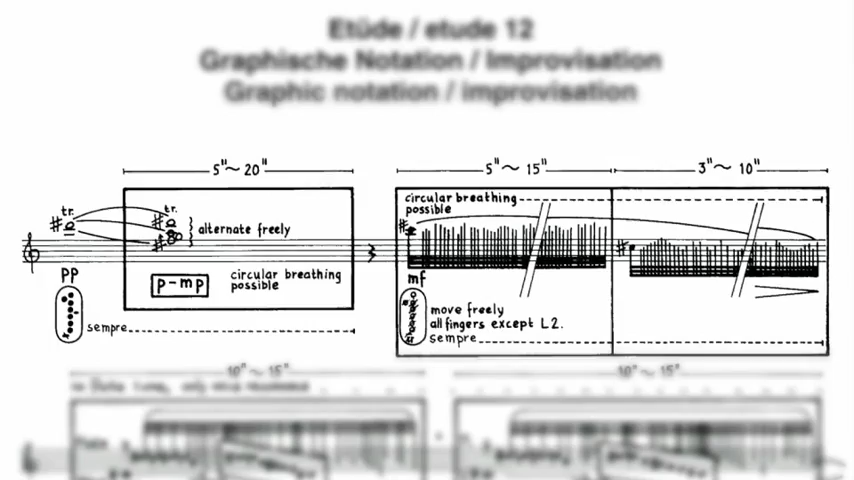 Etüde / etude 12
Graphische Notation / Improvisation
Graphic notation / improvisation
5"~ 20"
5"~ 15"
3"~ 10"
circular breathing
possible
tr.
tr.
alternate freely
pp
p-mp
circular breathing
possible
mf
move freely
all fingers except L2.
sempre
sempre
10"~ 15"
10"~ 15"